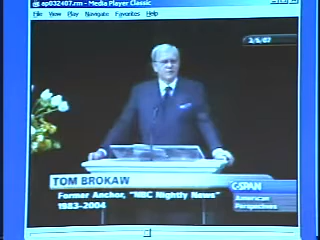 ap032407.rm - Media Player Classic
File View Play Navigate Favorites Help
3/6/07
TOM BROKAW
Former Anchor, "NBC Nightly News"
1983-2004
C-SPAN
American
Perspectives